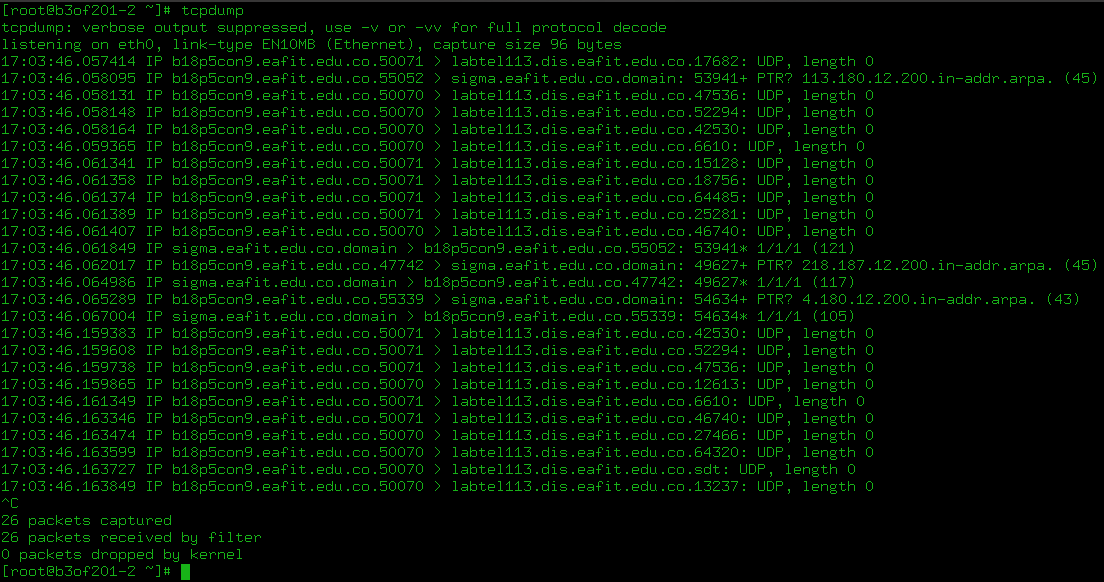 [root@b3of201-2 ~]# tcpdump
tcpdump: verbose output suppressed, use -v or -vv for full protocol decode
listening on eth0, link-type EN10MB (Ethernet), capture size 96 bytes
17:03:46.057414 IP b18p5con9.eafit.edu.co.50071 > labtel113.dis.eafit.edu.co.17682: UDP, length 0
17:03:46.058095 IP b18p5con9.eafit.edu.co.55052 > sigma.eafit.edu.co.domain: 53941+ PTR? 113.180.12.200.in-addr.arpa. (45)
17:03:46.058131 IP b18p5con9.eafit.edu.co.50070 > labtel113.dis.eafit.edu.co.47536: UDP, length 0
17:03:46.058148 IP b18p5con9.eafit.edu.co.50070 > labtel113.dis.eafit.edu.co.52294: UDP, length 0
17:03:46.058164 IP b18p5con9.eafit.edu.co.50070 > labtel113.dis.eafit.edu.co.42530: UDP, length 0
17:03:46.059365 IP b18p5con9.eafit.edu.co.50070 > labtel113.dis.eafit.edu.co.6610: UDP, length 0
17:03:46.061341 IP b18p5con9.eafit.edu.co.50071 > labtel113.dis.eafit.edu.co.15128: UDP, length 0
17:03:46.061358 IP b18p5con9.eafit.edu.co.50071 > labtel113.dis.eafit.edu.co.18756: UDP, length 0
17:03:46.061374 IP b18p5con9.eafit.edu.co.50071 > labtel113.dis.eafit.edu.co.64485: UDP, length 0
17:03:46.061389 IP b18p5con9.eafit.edu.co.50071 > labtel113.dis.eafit.edu.co.25281: UDP, length 0
17:03:46.061407 IP b18p5con9.eafit.edu.co.50070 > labtel113.dis.eafit.edu.co.46740: UDP, length 0
17:03:46.061849 IP sigma.eafit.edu.co.domain > b18p5con9.eafit.edu.co.55052: 53941* 1/1/1 (121)
17:03:46.062017 IP b18p5con9.eafit.edu.co.47742 > sigma.eafit.edu.co.domain: 49627+ PTR? 218.187.12.200.in-addr.arpa. (45)
17:03:46.064986 IP sigma.eafit.edu.co.domain > b18p5con9.eafit.edu.co.47742: 49627* 1/1/1 (117)
17:03:46.065289 IP b18p5con9.eafit.edu.co.55339 > sigma.eafit.edu.co.domain: 54634+ PTR? 4.180.12.200.in-addr.arpa. (43)
17:03:46.067004 IP sigma.eafit.edu.co.domain > b18p5con9.eafit.edu.co.55339: 54634* 1/1/1 (105)
17:03:46.159383 IP b18p5con9.eafit.edu.co.50071 > labtel113.dis.eafit.edu.co.42530: UDP, length 0
17:03:46.159608 IP b18p5con9.eafit.edu.co.50071 > labtel113.dis.eafit.edu.co.52294: UDP, length 0
17:03:46.159738 IP b18p5con9.eafit.edu.co.50071 > labtel113.dis.eafit.edu.co.47536: UDP, length 0
17:03:46.159865 IP b18p5con9.eafit.edu.co.50070 > labtel113.dis.eafit.edu.co.12613: UDP, length 0
17:03:46.161349 IP b18p5con9.eafit.edu.co.50071 > labtel113.dis.eafit.edu.co.6610: UDP, length 0
17:03:46.163346 IP b18p5con9.eafit.edu.co.50071 > labtel113.dis.eafit.edu.co.46740: UDP, length 0
17:03:46.163474 IP b18p5con9.eafit.edu.co.50070 > labtel113.dis.eafit.edu.co.27466: UDP, length 0
17:03:46.163599 IP b18p5con9.eafit.edu.co.50070 > labtel113.dis.eafit.edu.co.64320: UDP, length 0
17:03:46.163727 IP b18p5con9.eafit.edu.co.50070 > labtel113.dis.eafit.edu.co.sdt: UDP, length 0
17:03:46.163849 IP b18p5con9.eafit.edu.co.50070 > labtel113.dis.eafit.edu.co.13237: UDP, length 0
^C
26 packets captured
26 packets received by filter
0 packets dropped by kernel
[root@b3of201-2 ~]#